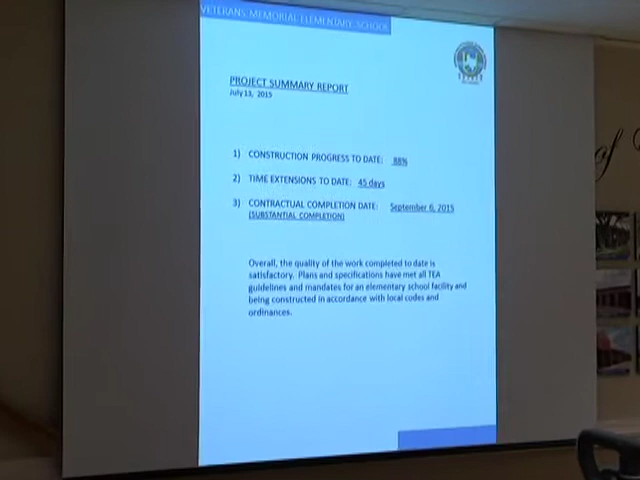 VETERANS MEMORIAL ELEMENTARY SCHOOL
PROJECT SUMMARY REPORT
July 13, 2015
1) CONSTRUCTION PROGRESS TO DATE: 88%
2) TIME EXTENSIONS TO DATE: 45 days
3) CONTRACTUAL COMPLETION DATE: September 6, 2015
(SUBSTANTIAL COMPLETION)
Overall, the quality of the work completed to date is
satisfactory. Plans and specifications have met all TEA
guidelines and mandates for an elementary school facility and
being constructed in accordance with local codes and
ordinances.
of